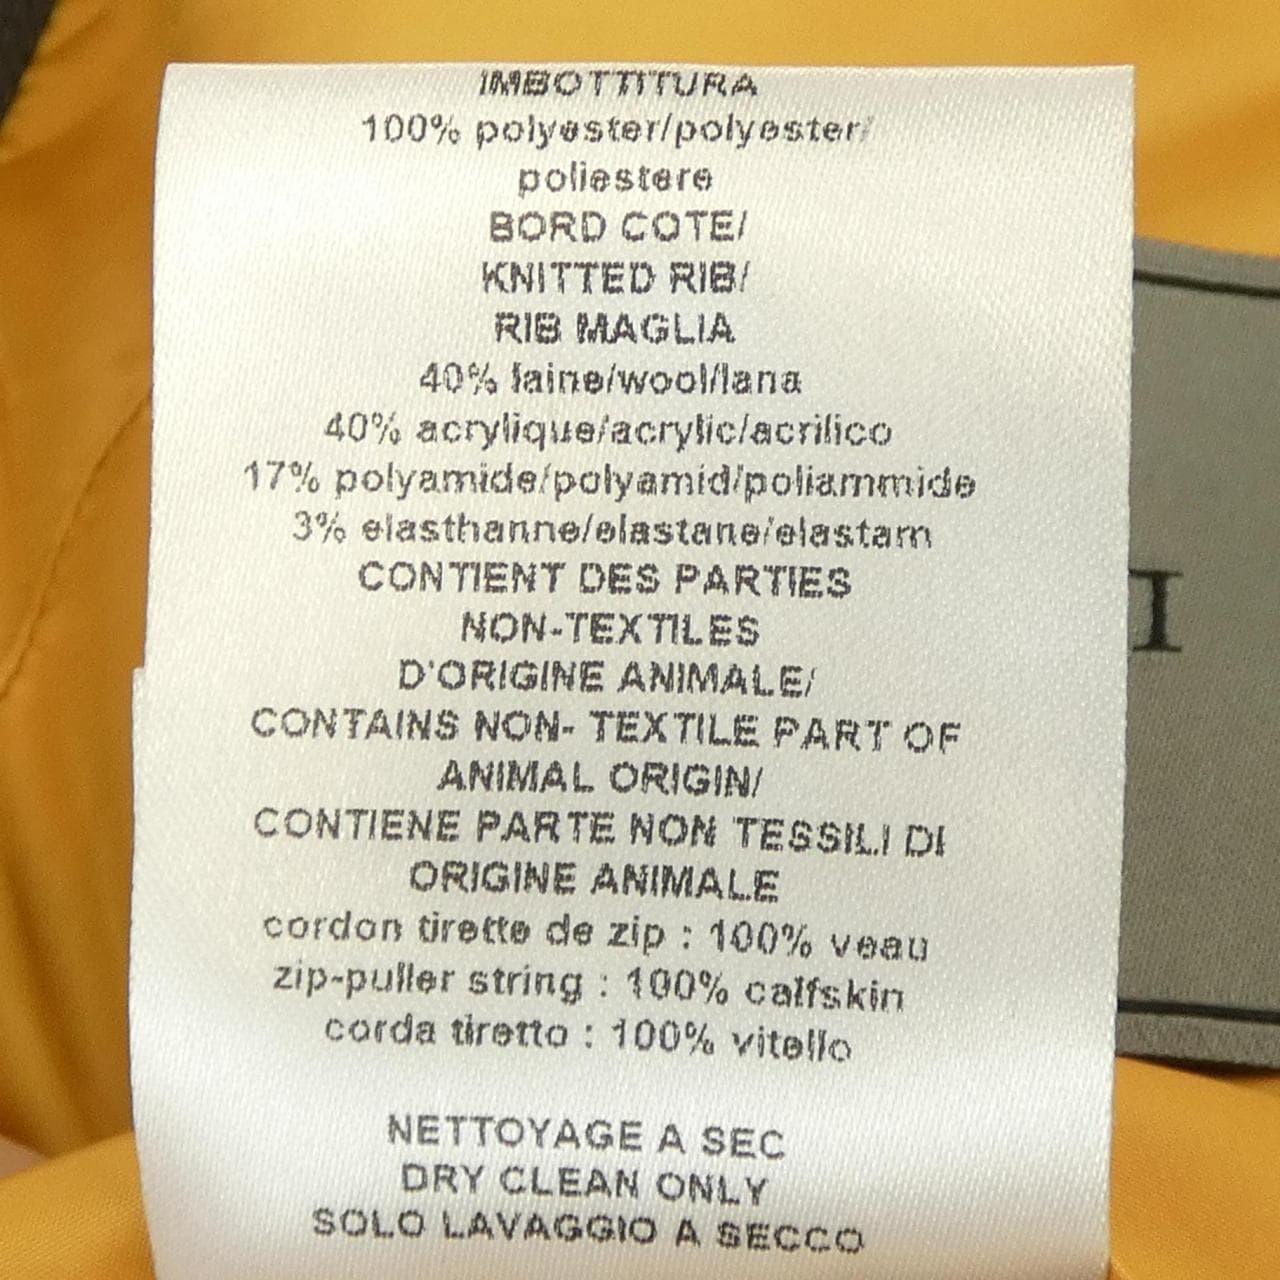 IMBOTTITURA
100% polyester/polyester/
poliestere
BORD COTE/
KNITTED RIB/
RIB MAGLIA
40% laine/wool/lana
40% acrylique/acrylic/acrilico
17% polyamide/polyamid/poliammide
3% elasthanne/elastane/elastam
CONTIENT DES PARTIES
NON-TEXTILES
D'ORIGINE ANIMALE/
CONTAINS NON- TEXTILE PART OF
ANIMAL ORIGIN/
CONTIENE PARTE NON TESSILI DI
ORIGINE ANIMALE
cordon tirette de zip : 100% veau
zip-puller string : 100% calfskin
corda tiretto : 100% vitello
NETTOYAGE A SEC
DRY CLEAN ONLY
SOLO LAVAGGIO A SECCO
I